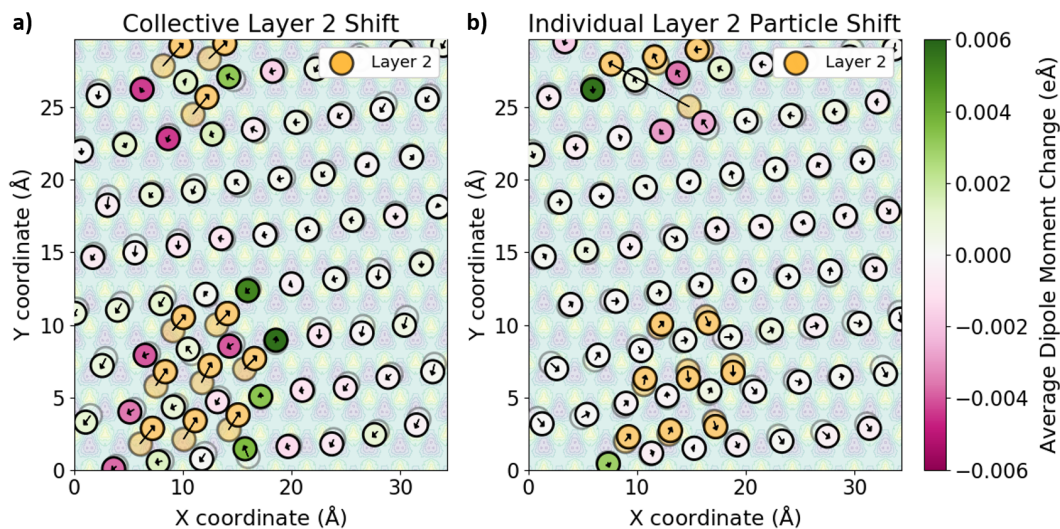 a) Collective Layer 2 Shift
b) Individual Layer 2 Particle Shift
Layer 2
Layer 2
25
20
15
10
5
0
Y coordinate (Å)
0 10 20 30
X coordinate (Å)
25
20
15
10
5
0
Y coordinate (Å)
0 10 20 30
X coordinate (Å)
0.006
0.004
0.002
0.000
−0.002
−0.004
−0.006
Average Dipole Moment Change (eÅ)